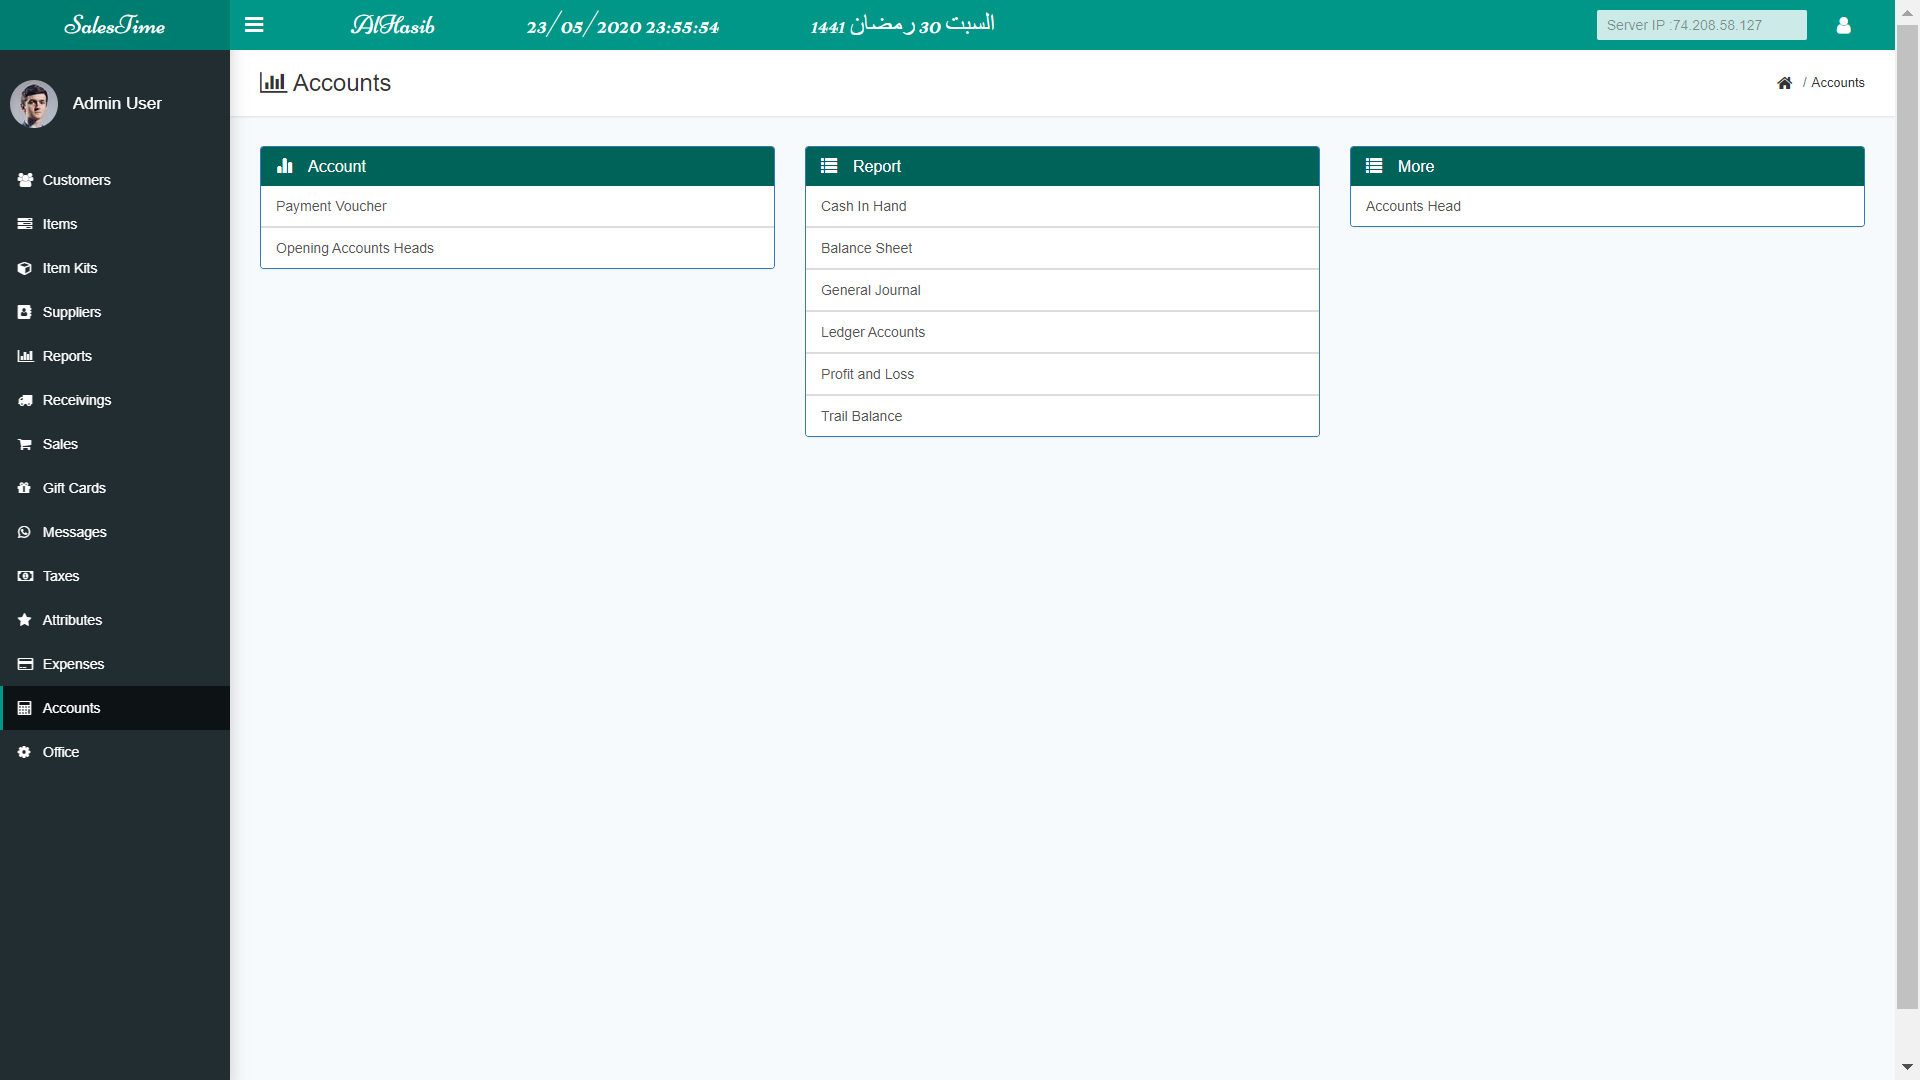 SalesTime
AlHasib
23/05/2020 23:55:54
السبت 30 رمضان 1441
Server IP :74.208.58.127
Admin User
Customers
Items
Item Kits
Suppliers
Reports
Receivings
Sales
Gift Cards
Messages
Taxes
Attributes
Expenses
Accounts
Office
Accounts
/ Accounts
Account
Payment Voucher
Opening Accounts Heads
Report
Cash In Hand
Balance Sheet
General Journal
Ledger Accounts
Profit and Loss
Trail Balance
More
Accounts Head